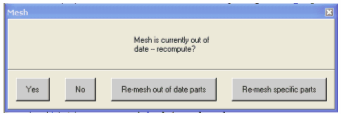 Mesh
Mesh is currently out of
date – recompute?
Yes
No
Re-mesh out of date parts
Re-mesh specific parts